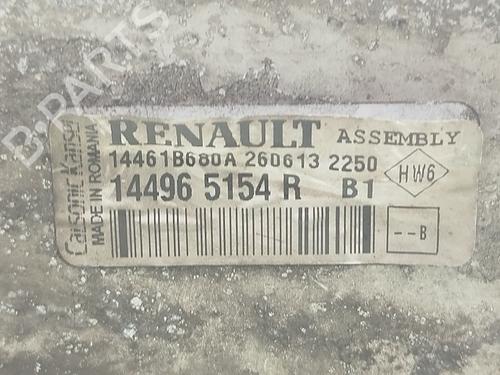 B.PARTS
RENAULT ASSEMBLY
14461B680A 260613 2250
14496 5154 R B1
HW6
--B
Calsonic Kansei
MADE IN ROMANIA